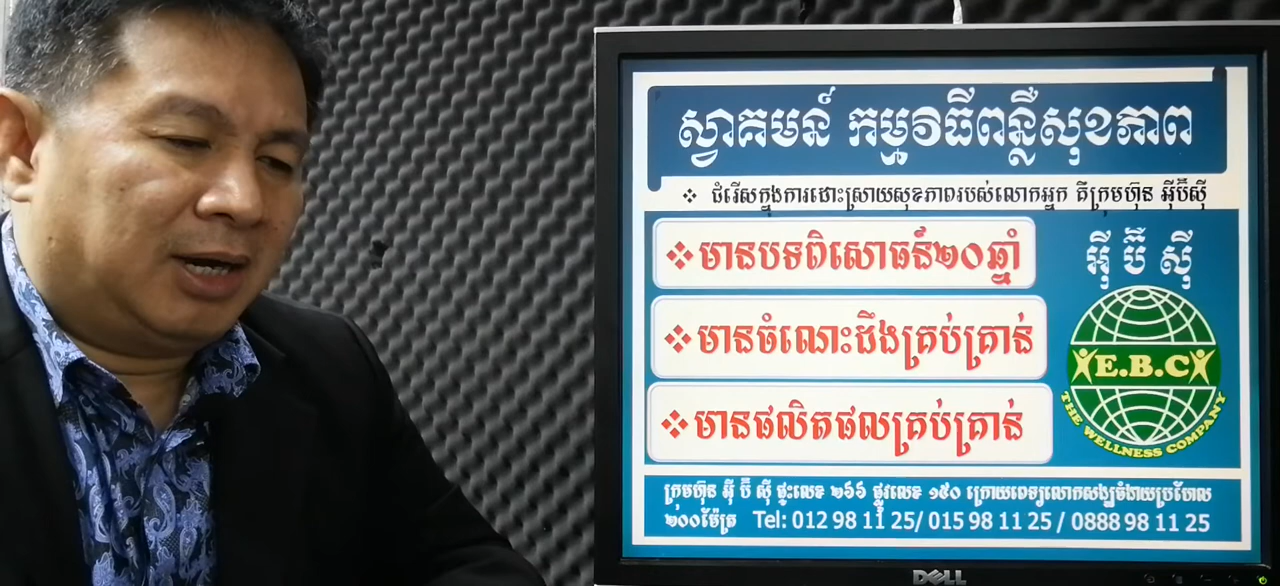 ស្វាគមន៍ កម្មវិធីពន្លឺសុខភាព
❖ ជំរើសក្នុងការដោះស្រាយសុខភាពរបស់លោកអ្នក គឺក្រុមហ៊ុន អ៊ីប៊ីស៊ី
❖មានបទពិសោធន៍២០ឆ្នាំ
❖មានចំណេះដឹងគ្រប់គ្រាន់
❖មានផលិតផលគ្រប់គ្រាន់
អ៊ី ប៊ី ស៊ី
E.B.C
THE WELLNESS COMPANY
ក្រុមហ៊ុន អ៊ី ប៊ី ស៊ី ផ្ទះលេខ ២៦៦ ផ្លូវលេខ ១៥០ ក្រោយពេទ្យលោកសង្ឃចំងាយប្រហែល
២០០ម៉ែត្រ Tel: 012 98 11 25/ 015 98 11 25 / 0888 98 11 25
DELL